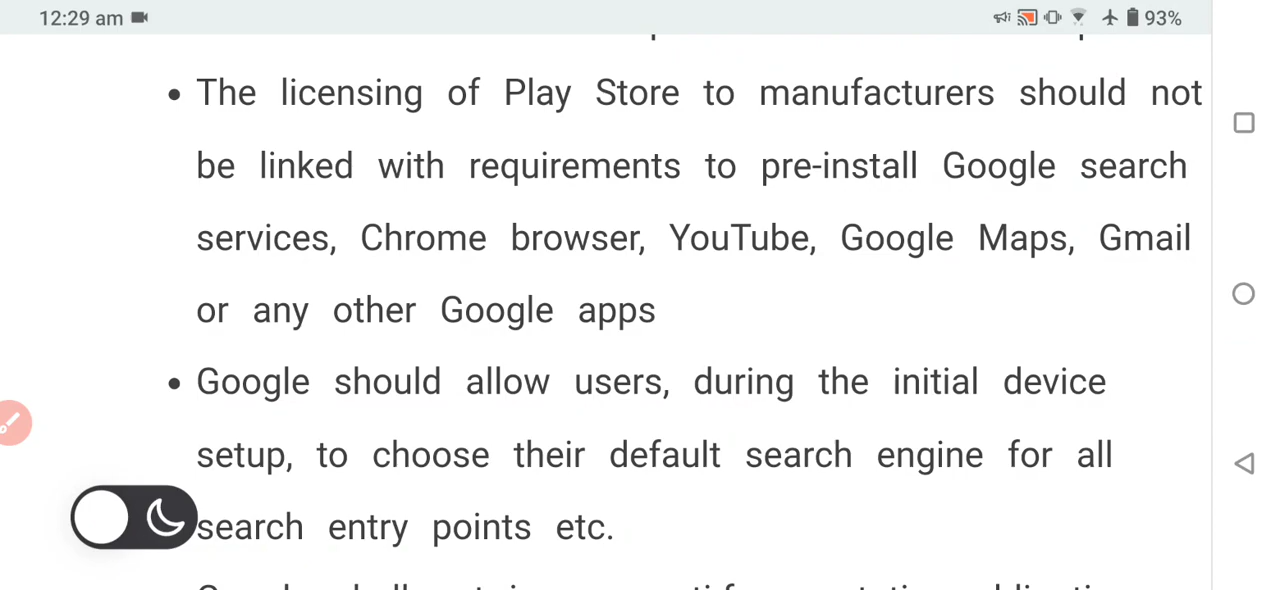 12:29 am
93%
The licensing of Play Store to manufacturers should not
be linked with requirements to pre-install Google search
services, Chrome browser, YouTube, Google Maps, Gmail
or any other Google apps
Google should allow users, during the initial device
setup, to choose their default search engine for all
search entry points etc.